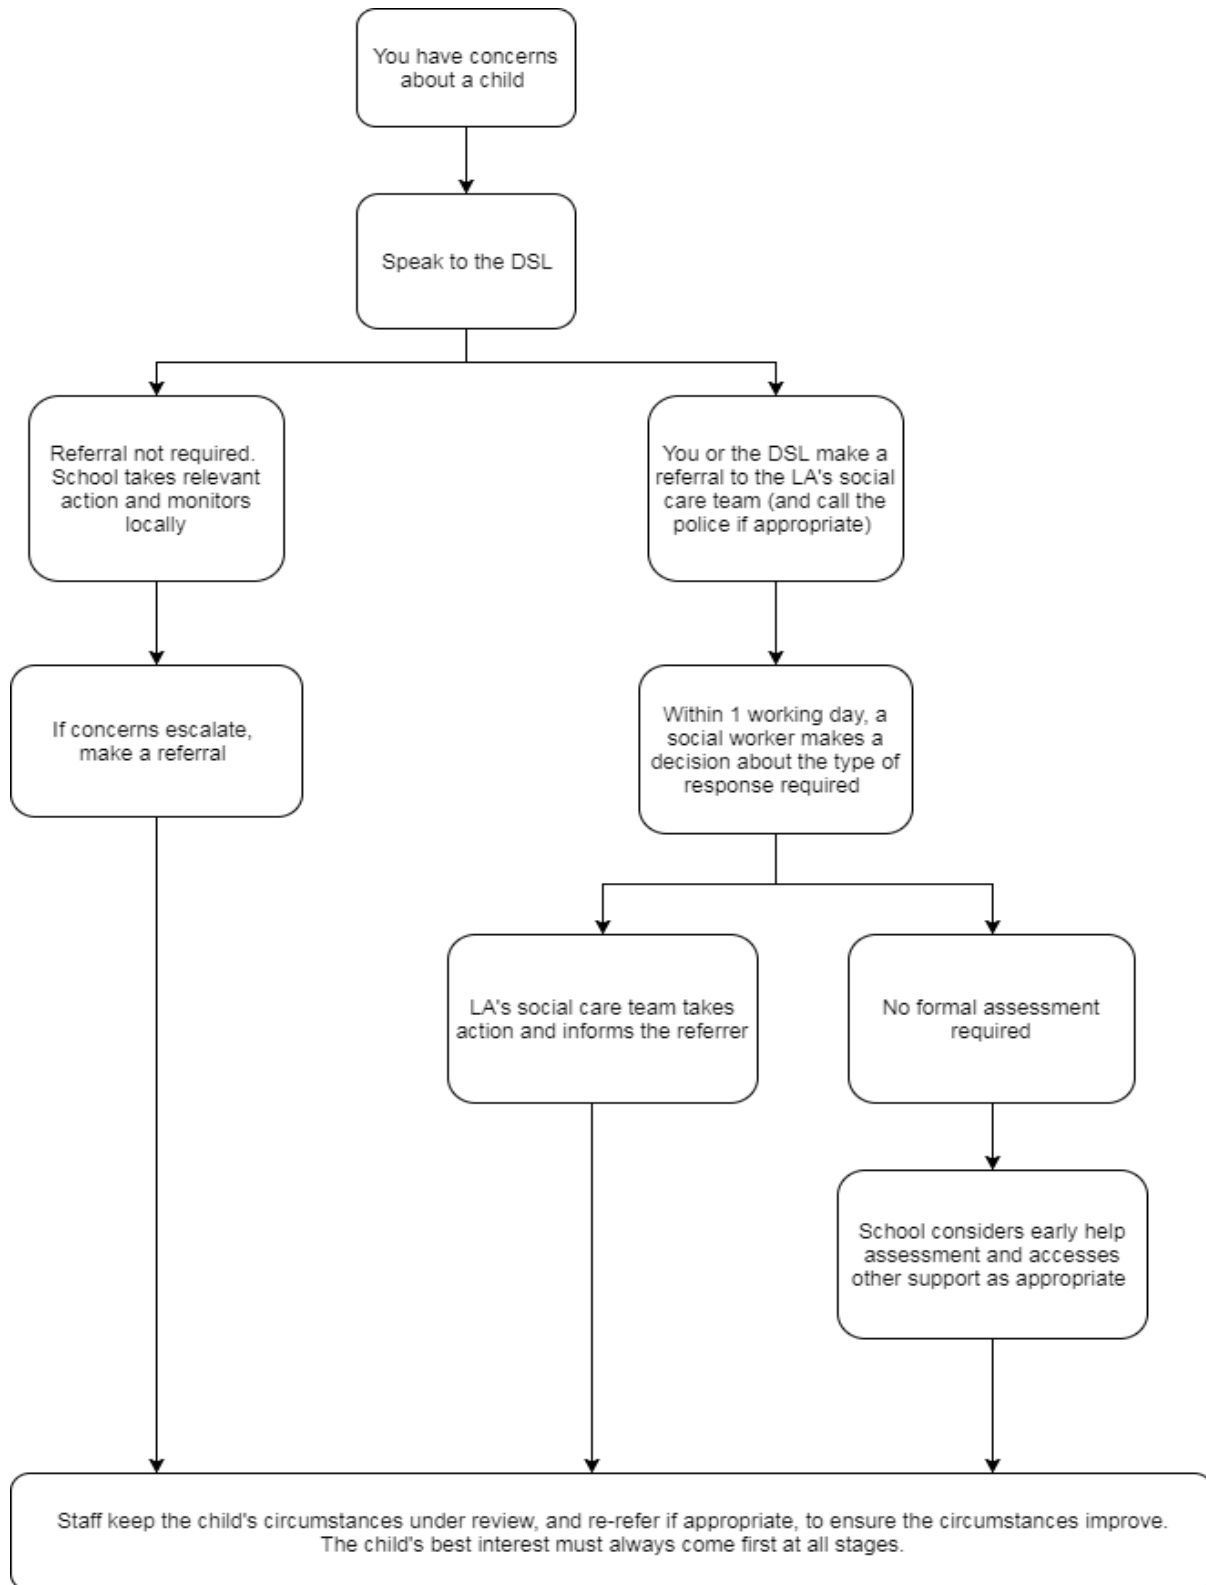 You have concerns
about a child
Speak to the DSL
Referral not required.
School takes relevant
action and monitors
locally
You or the DSL make a
referral to the LA's social
care team (and call the
police if appropriate)
If concerns escalate,
make a referral
Within 1 working day, a
social worker makes a
decision about the type of
response required
LA's social care team takes
action and informs the referrer
No formal assessment
required
School considers early help
assessment and accesses
other support as appropriate
Staff keep the child's circumstances under review, and re-refer if appropriate, to ensure the circumstances improve.
The child's best interest must always come first at all stages.